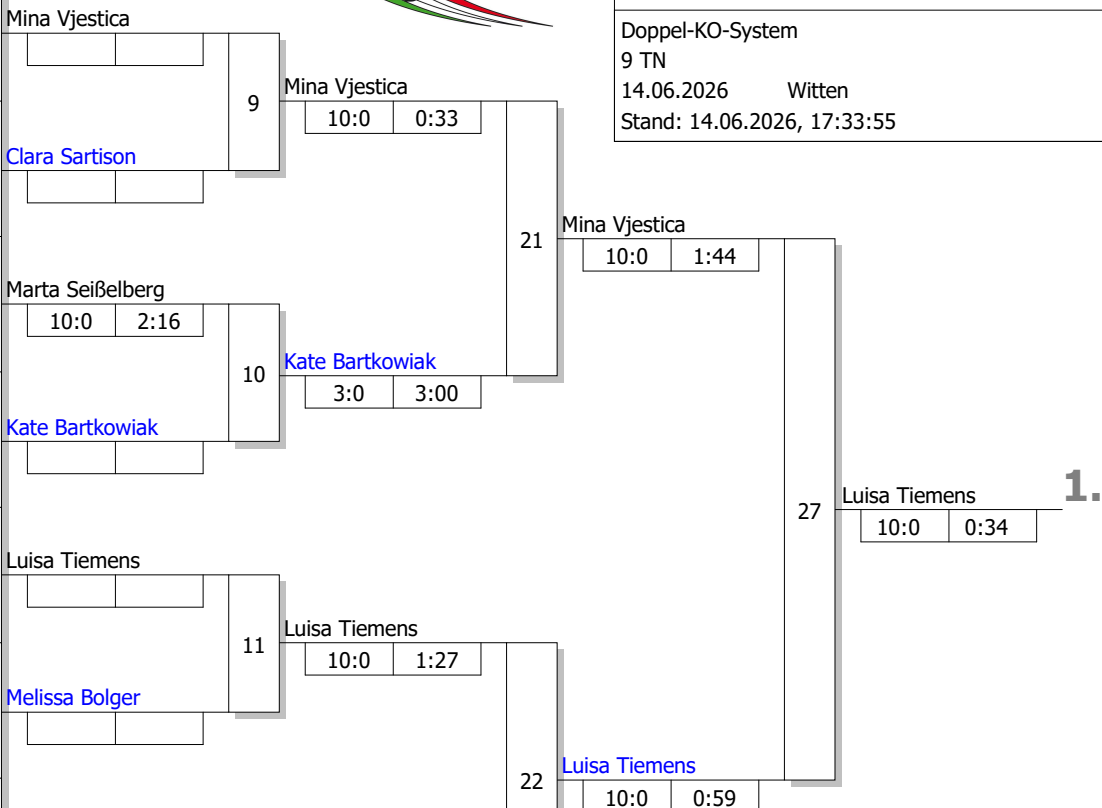 Mina Vjestica
Doppel-KO-System
9 TN
14.06.2026 Witten
Stand: 14.06.2026, 17:33:55
9
Mina Vjestica
10:0 0:33
Clara Sartison
21
Mina Vjestica
10:0 1:44
Marta Seißelberg
10:0 2:16
10
Kate Bartkowiak
3:0 3:00
Kate Bartkowiak
27
Luisa Tiemens
10:0 0:34
1.
Luisa Tiemens
11
Luisa Tiemens
10:0 1:27
Melissa Bolger
22
Luisa Tiemens
10:0 0:59